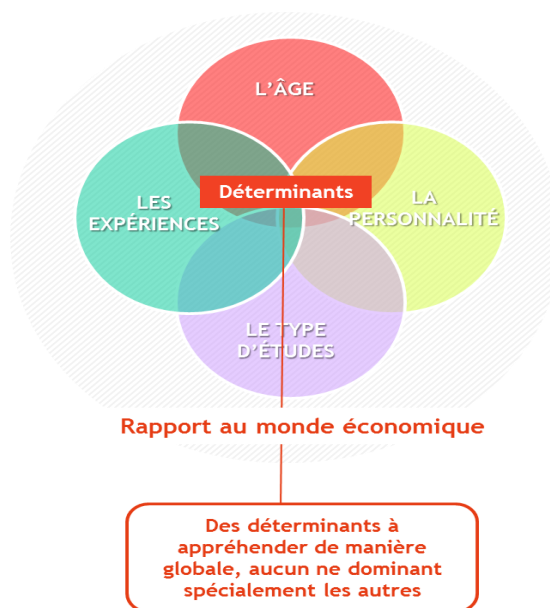 L'ÂGE
Déterminants
LES
EXPÉRIENCES
LA
PERSONNALITÉ
LE TYPE
D'ÉTUDES
Rapport au monde économique
Des déterminants à
appréhender de manière
globale, aucun ne dominant
spécialement les autres